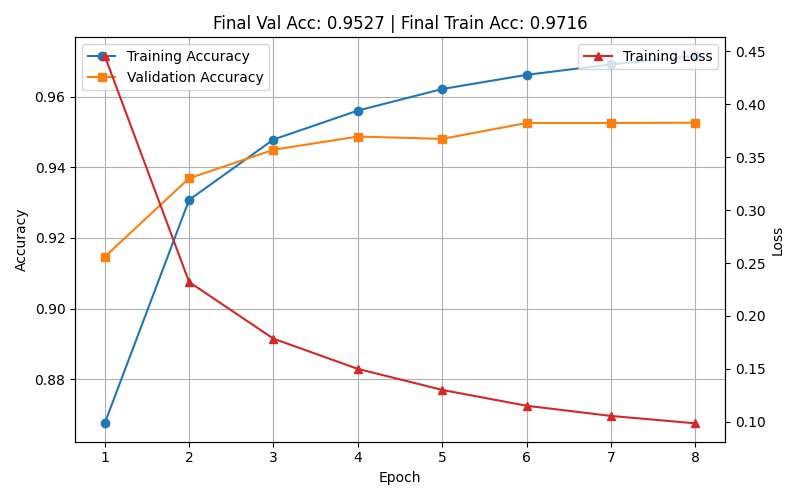 Final Val Acc: 0.9527 | Final Train Acc: 0.9716
Training Accuracy
Validation Accuracy
Training Loss
Accuracy
0.96
0.94
0.92
0.90
0.88
0.45
0.40
0.35
0.30
0.25
0.20
0.15
0.10
Loss
1 2 3 4 5 6 7 8
Epoch